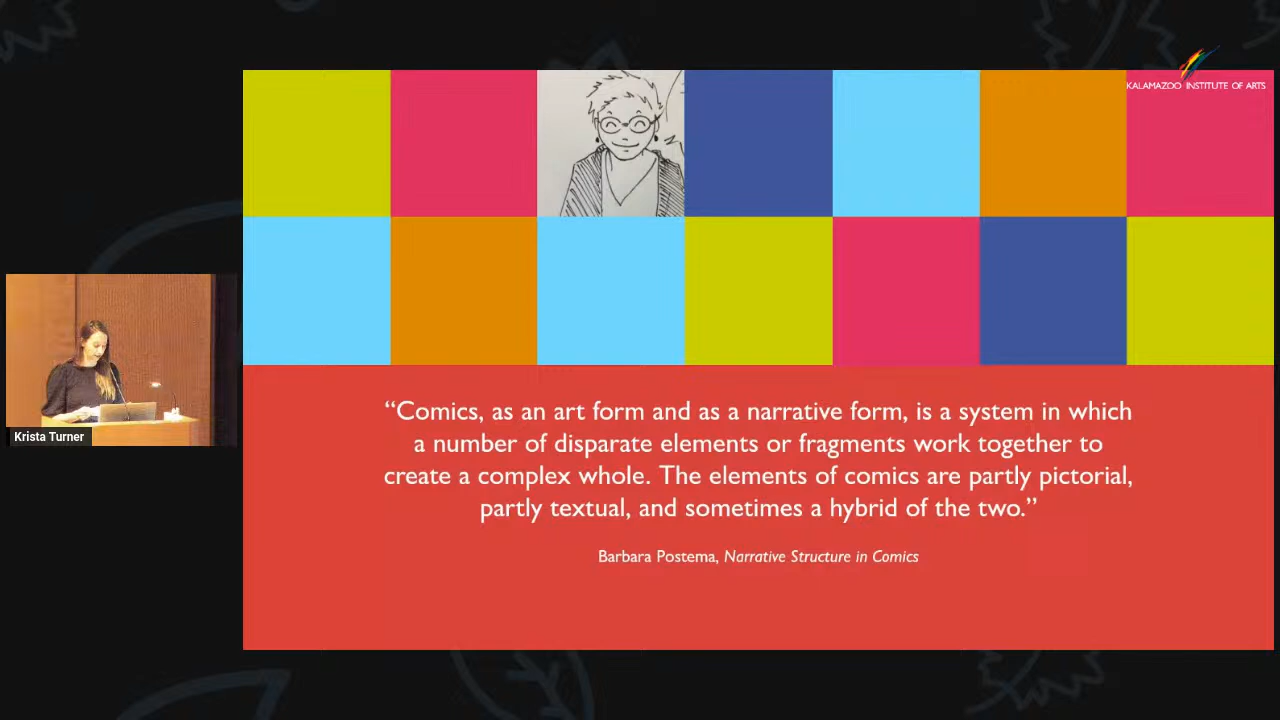 KALAMAZOO INSTITUTE OF ARTS
“Comics, as an art form and as a narrative form, is a system in which
a number of disparate elements or fragments work together to
create a complex whole. The elements of comics are partly pictorial,
partly textual, and sometimes a hybrid of the two.”
Barbara Postema, Narrative Structure in Comics
Krista Turner